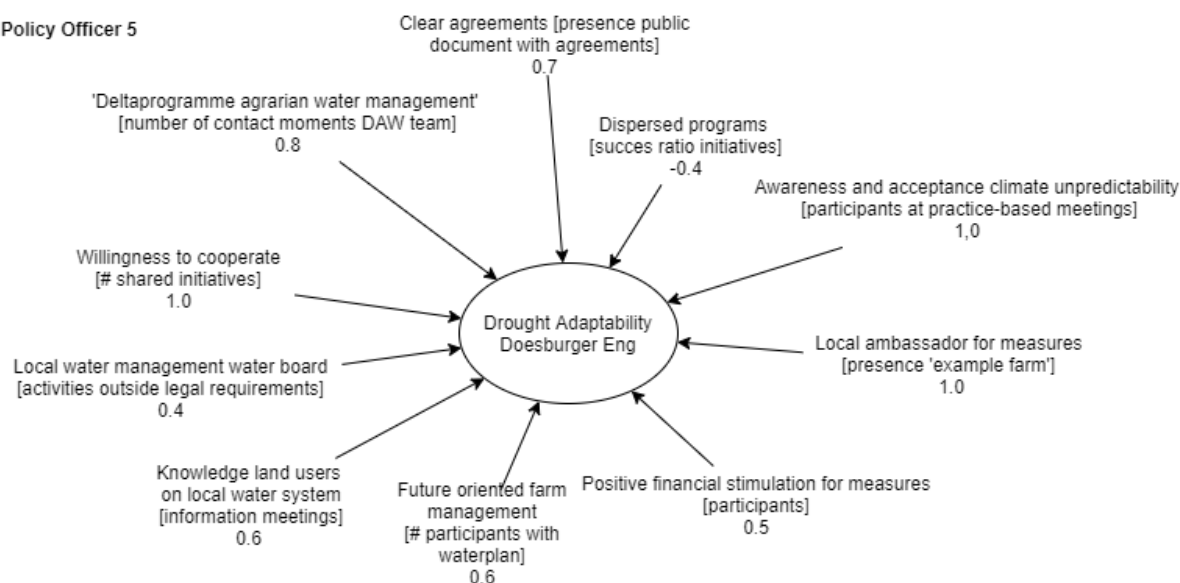 Policy Officer 5
Clear agreements [presence public
document with agreements]
0.7
'Deltaprogramme agrarian water management'
[number of contact moments DAW team]
0.8
Dispersed programs
[succes ratio initiatives]
-0.4
Awareness and acceptance climate unpredictability
[participants at practice-based meetings]
1,0
Willingness to cooperate
[# shared initiatives]
1.0
Drought Adaptability
Doesburger Eng
Local ambassador for measures
[presence 'example farm']
1.0
Local water management water board
[activities outside legal requirements]
0.4
Knowledge land users
on local water system
[information meetings]
0.6
Future oriented farm
management
[# participants with
waterplan]
0.6
Positive financial stimulation for measures
[participants]
0.5